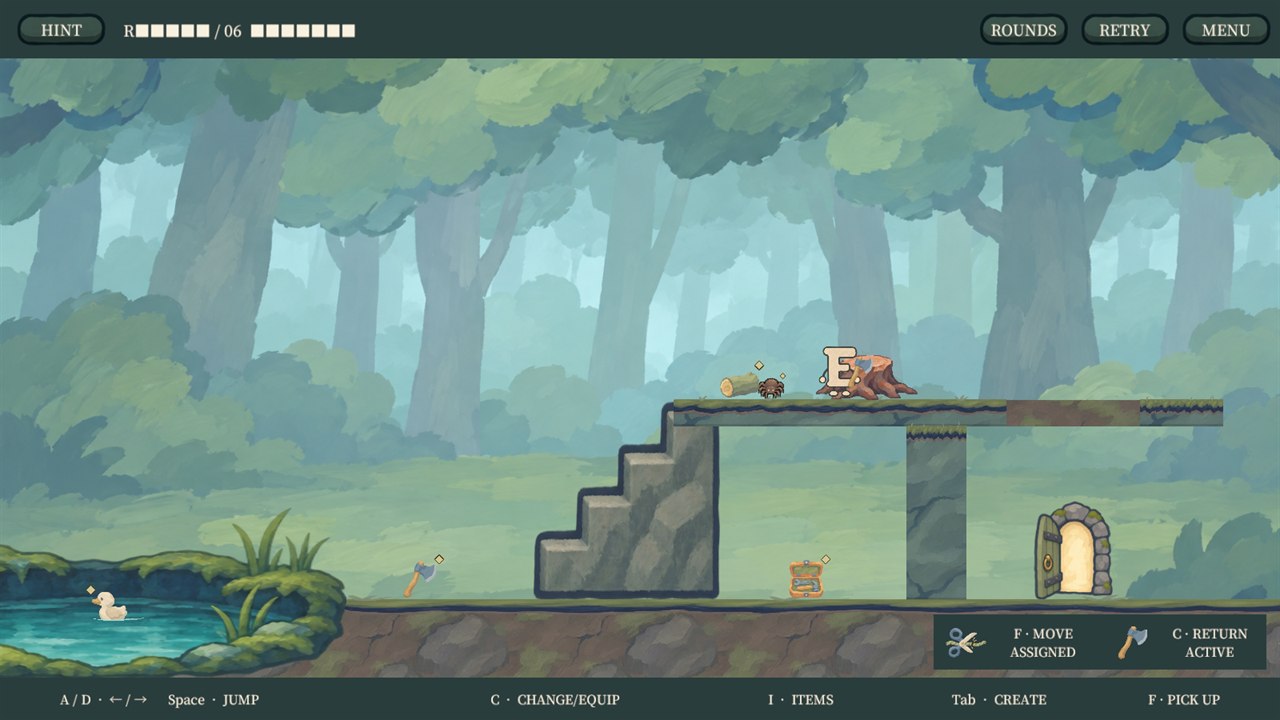 HINT
R / 06
ROUNDS
RETRY
MENU
E
F · MOVE
ASSIGNED
C · RETURN
ACTIVE
A / D · ← / → Space · JUMP
C · CHANGE/EQUIP
I · ITEMS
Tab · CREATE
F · PICK UP